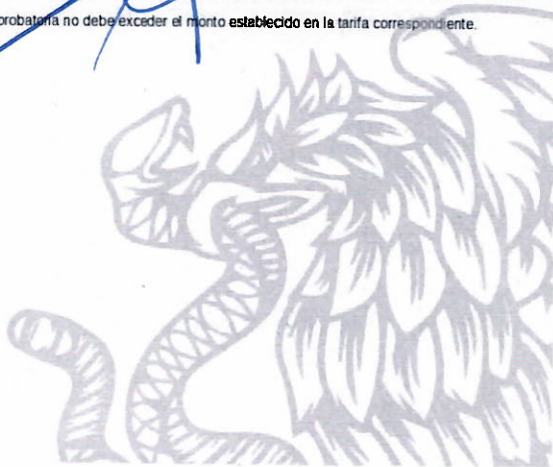 probatoria no debe exceder el monto establecido en la tarifa correspondiente.